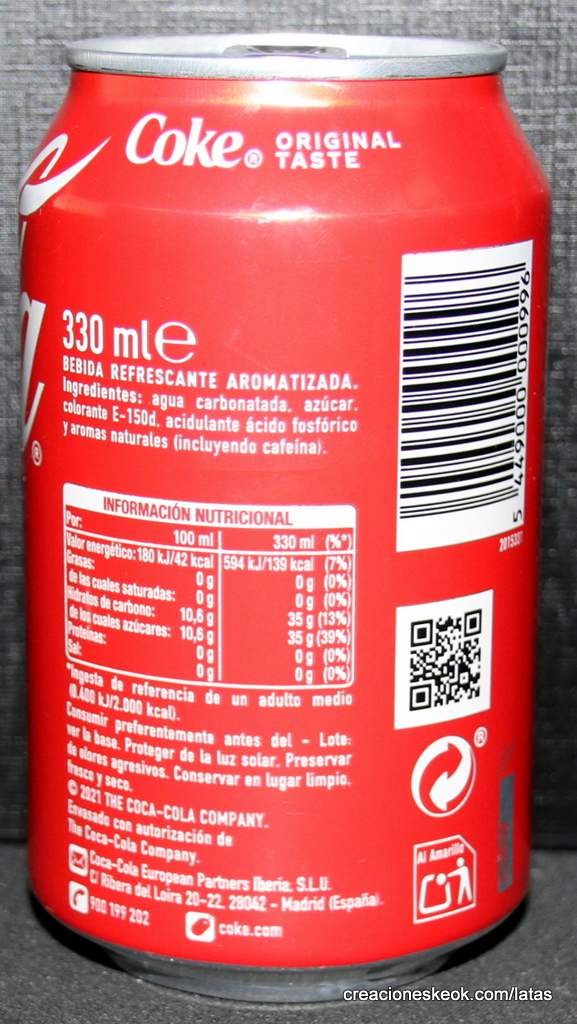 Coke® ORIGINAL
TASTE
330 ml e
BEBIDA REFRESCANTE AROMATIZADA.
Ingredientes: agua carbonatada, azúcar,
colorante E-150d, acidulante ácido fosfórico
y aromas naturales (incluyendo cafeína).
®
INFORMACIÓN NUTRICIONAL
Por: 100 ml 330 ml (%*)
Valor energético: 180 kJ/42 kcal 594 kJ/139 kcal (7%)
Grasas: 0 g 0 g (0%)
de las cuales saturadas: 0 g 0 g (0%)
Hidratos de carbono: 10,6 g 35 g (13%)
de los cuales azúcares: 10,6 g 35 g (39%)
Proteínas: 0 g 0 g (0%)
Sal: 0 g 0 g (0%)
*Ingesta de referencia de un adulto medio
(8.400 kJ/2.000 kcal).
Consumir preferentemente antes del - Lote:
ver la base. Proteger de la luz solar. Preservar
de olores agresivos. Conservar en lugar limpio,
fresco y seco.
© 2021 THE COCA-COLA COMPANY.
Envasado con autorización de
The Coca-Cola Company.
Coca-Cola European Partners Iberia, S.L.U.
C/ Ribera del Loira 20-22. 28042 - Madrid (España).
900 199 202
coke.com
5 449000 000996
®
Al Amarillo
creacioneskeok.com/latas